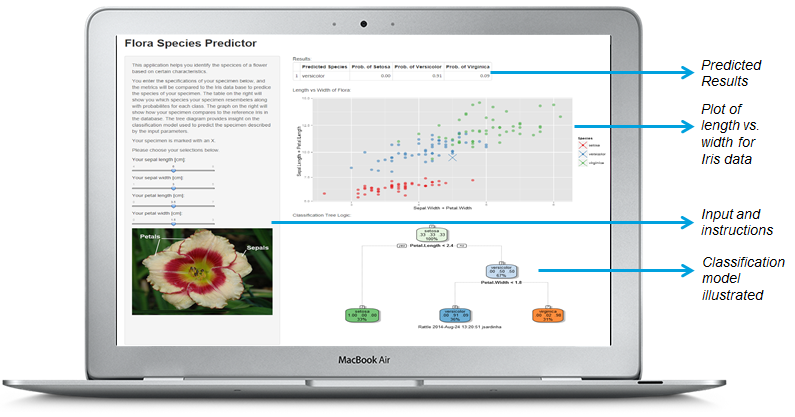 Flora Species Predictor
This application helps you identify the speciecs of a flower
based on certain characteristics.
You enter the specifications of your specimen below, and
the metrics will be compared to the Iris data base to predice
the species of your specimen. The table on the right will
show you which species your speciemen resembeles along
with probabilites for each class. The graph on the right will
show how your specimen compares to the reference Iris in
the database. The tree diagram provides insight on the
classification model used to predict the specimen described
by the input parameters.
Your specimen is marked with an X.
Please choose your selections below.
Your sepal length [cm]:
Your sepal width [cm]:
Your petal length [cm]:
Your petal width [cm]:
Petals
Sepals
Results:
Predicted Species Prob. of Setosa Prob. of Versicolor Prob. of Virginica
1 versicolor 0.00 0.91 0.09
Length vs Width of Flora
Sepal.Length + Petal.Length
Sepal.Width + Petal.Width
Species
setosa
versicolor
virginica
Classification Tree Logic:
setosa
.33 .33 .33
100%
yes Petal.Length < 2.4 no
versicolor
.00 .50 .50
67%
Petal.Width < 1.8
setosa
1.00 .00 .00
33%
versicolor
.00 .91 .09
36%
virginica
.00 .02 .98
31%
Rattle 2014-Aug-24 13:20:51 jsardinha
MacBook Air
Predicted
Results
Plot of
length vs.
width for
Iris data
Input and
instructions
Classification
model
illustrated